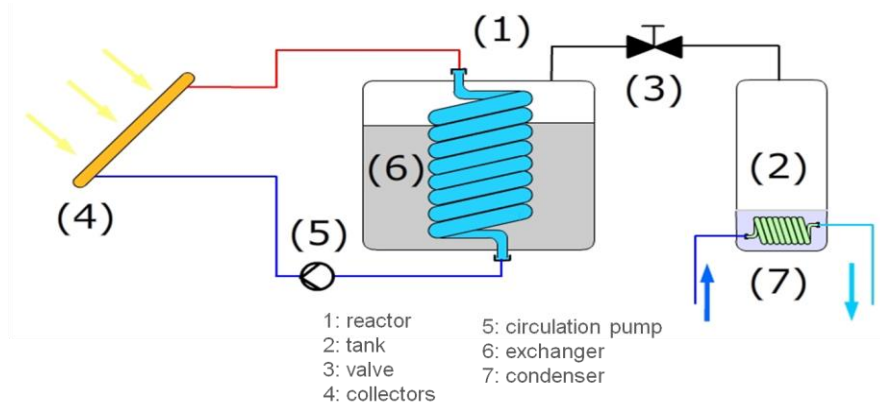 (1)
(3)
(2)
(6)
(4)
(5)
(7)
1: reactor
2: tank
3: valve
4: collectors
5: circulation pump
6: exchanger
7: condenser